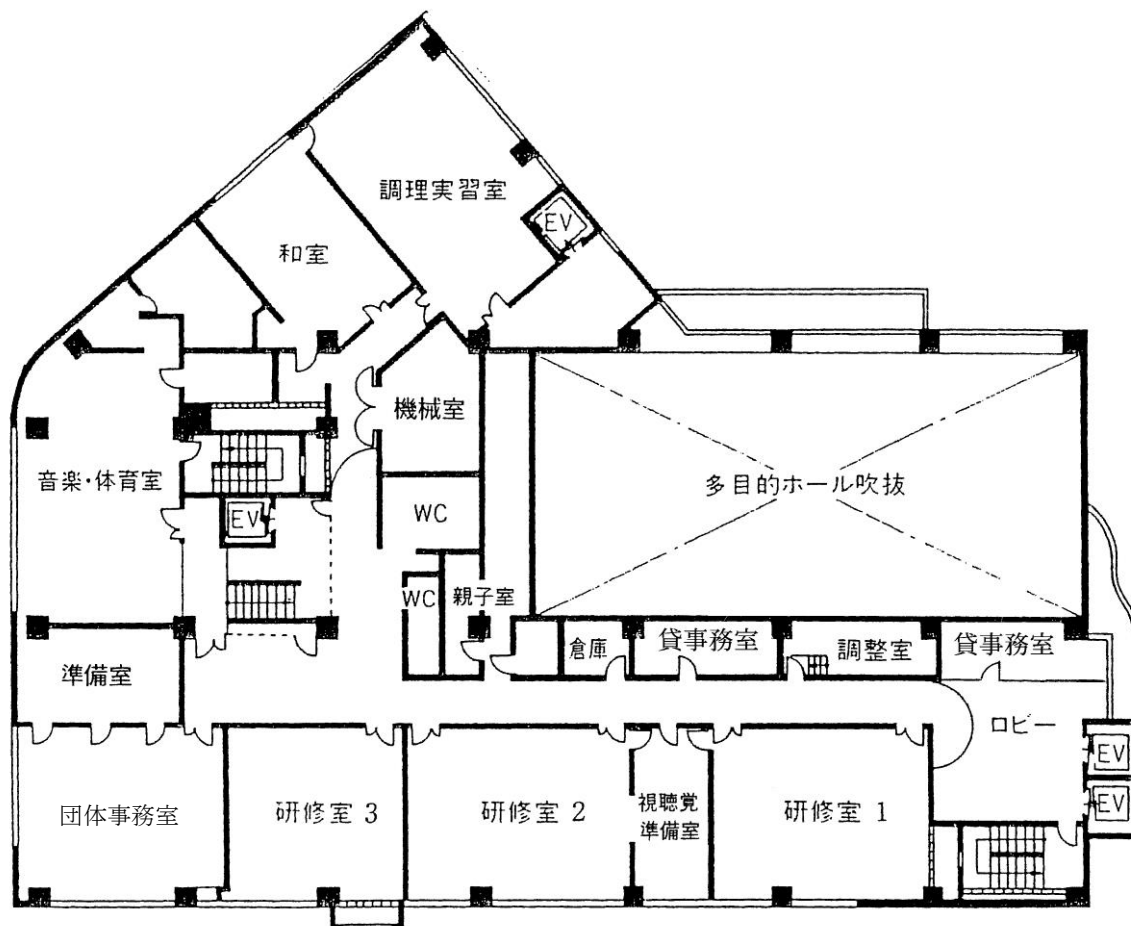 調理実習室
EV
和室
機械室
音楽・体育室
多目的ホール吹抜
WC
EV
WC
親子室
倉庫
貸事務室
調整室
貸事務室
準備室
ロビー
EV
団体事務室
研修室 3
研修室 2
視聴覚
準備室
研修室 1
EV